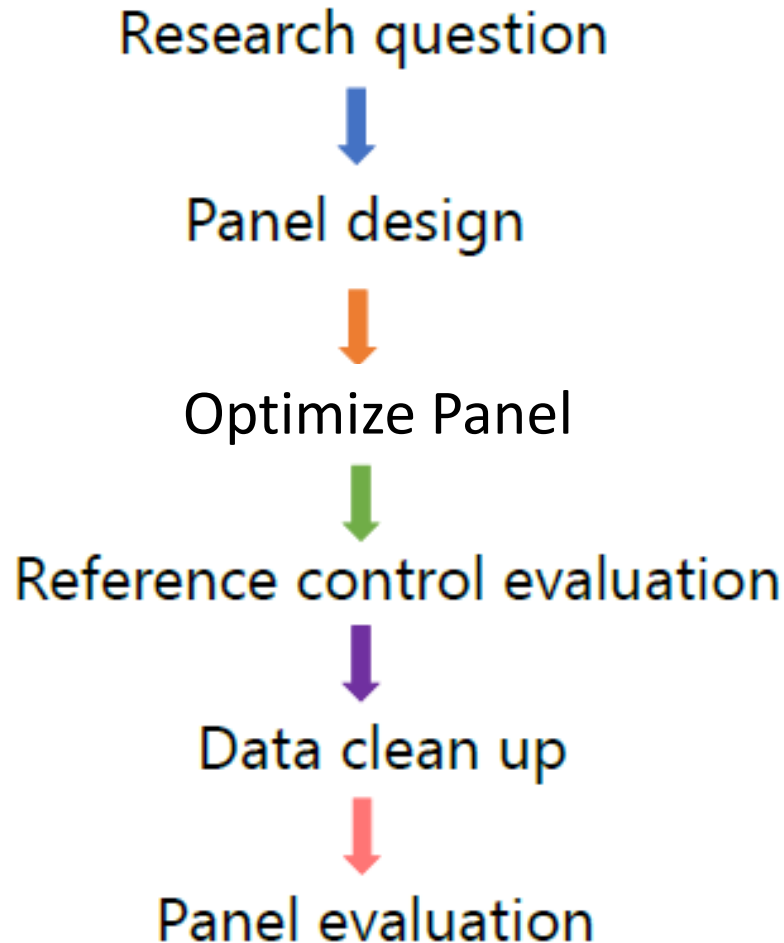 Research question
Panel design
Optimize Panel
Reference control evaluation
Data clean up
Panel evaluation